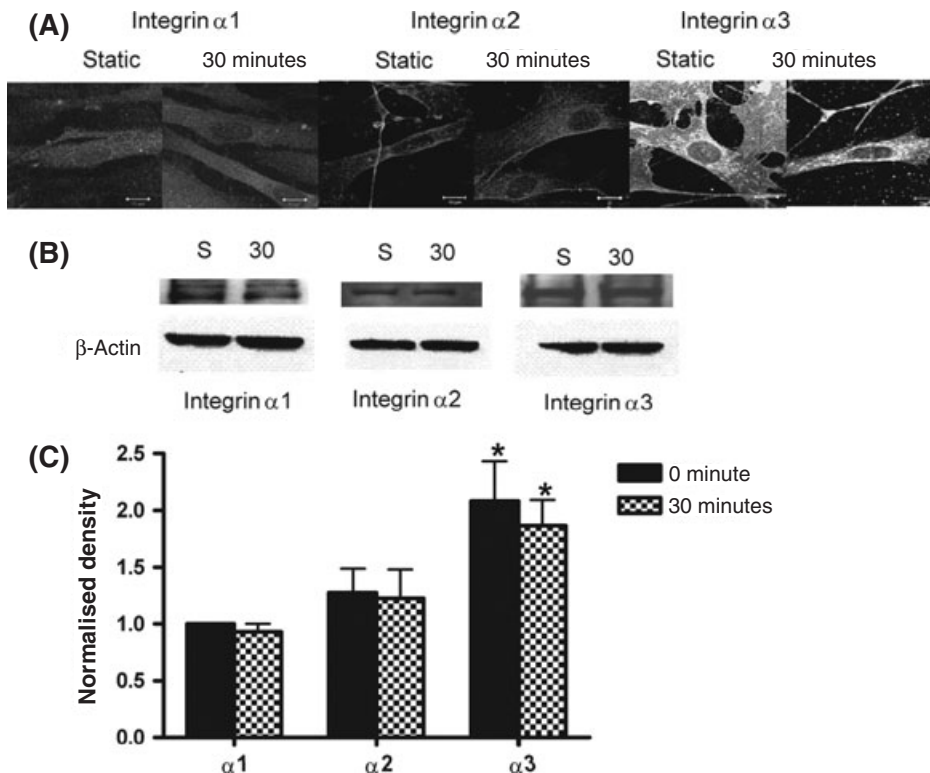 (A)
Integrin α1 Integrin α2 Integrin α3
Static 30 minutes Static 30 minutes Static 30 minutes
(B)
S 30 S 30 S 30
β-Actin
Integrin α1 Integrin α2 Integrin α3
(C)
2.5
2.0
1.5
1.0
0.5
0.0
Normalised density
* *
α1 α2 α3
0 minute
30 minutes